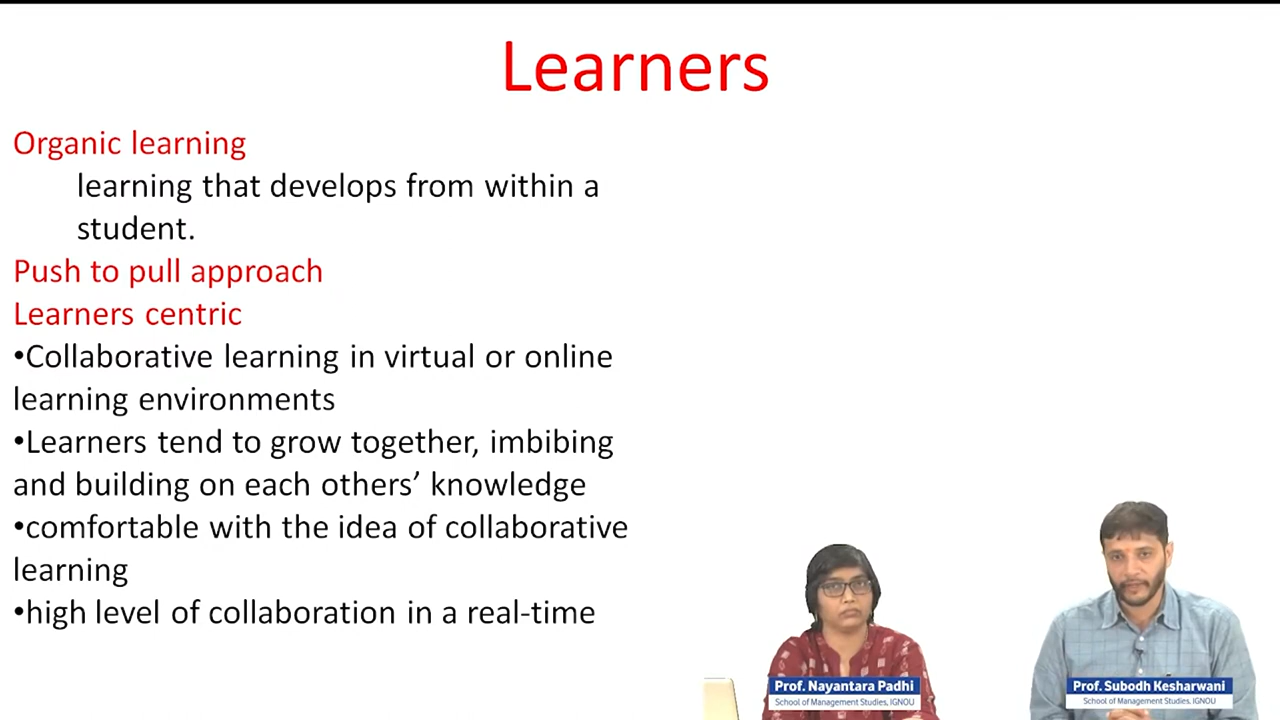 Learners
Organic learning
learning that develops from within a
student.
Push to pull approach
Learners centric
•Collaborative learning in virtual or online
learning environments
•Learners tend to grow together, imbibing
and building on each others’ knowledge
•comfortable with the idea of collaborative
learning
•high level of collaboration in a real-time
Prof. Nayantara Padhi
School of Management Studies, IGNOU
Prof. Subodh Kesharwani
School of Management Studies, IGNOU